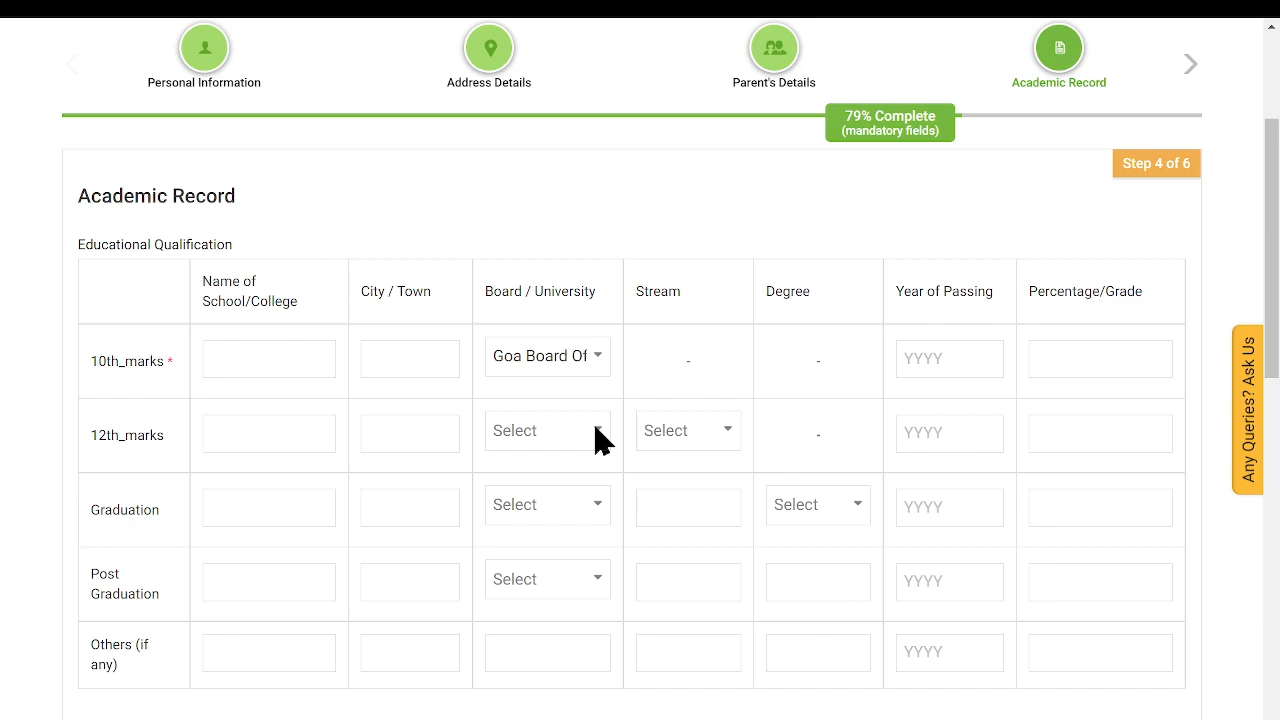 Personal Information
Address Details
Parent's Details
Academic Record
79% Complete
(mandatory fields)
Step 4 of 6
Academic Record
Educational Qualification
Name of
School/College
City / Town
Board / University
Stream
Degree
Year of Passing
Percentage/Grade
10th_marks *
Goa Board Of
-
-
YYYY
12th_marks
Select
Select
-
YYYY
Graduation
Select
Select
YYYY
Post
Graduation
Select
YYYY
Others (if
any)
YYYY
Any Queries? Ask Us